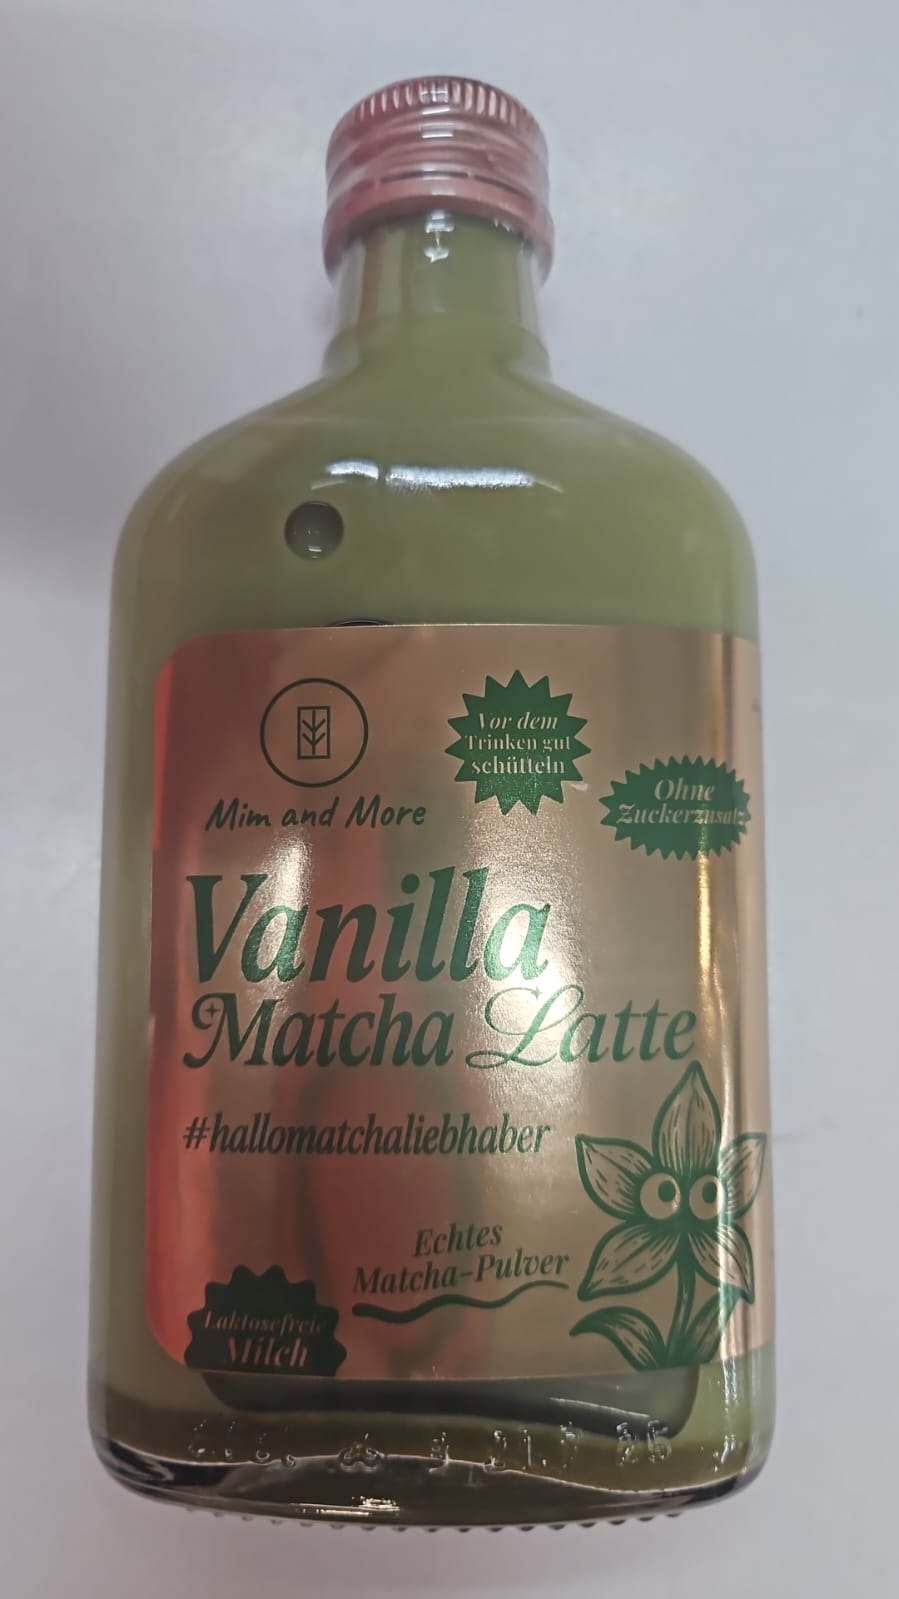 Vor dem
Trinken gut
schütteln
Ohne
Zuckerzusatz
Mim and More
Vanilla
Matcha Latte
#hallomatchaliebhaber
Echtes
Matcha-Pulver
Laktosefreie
Milch